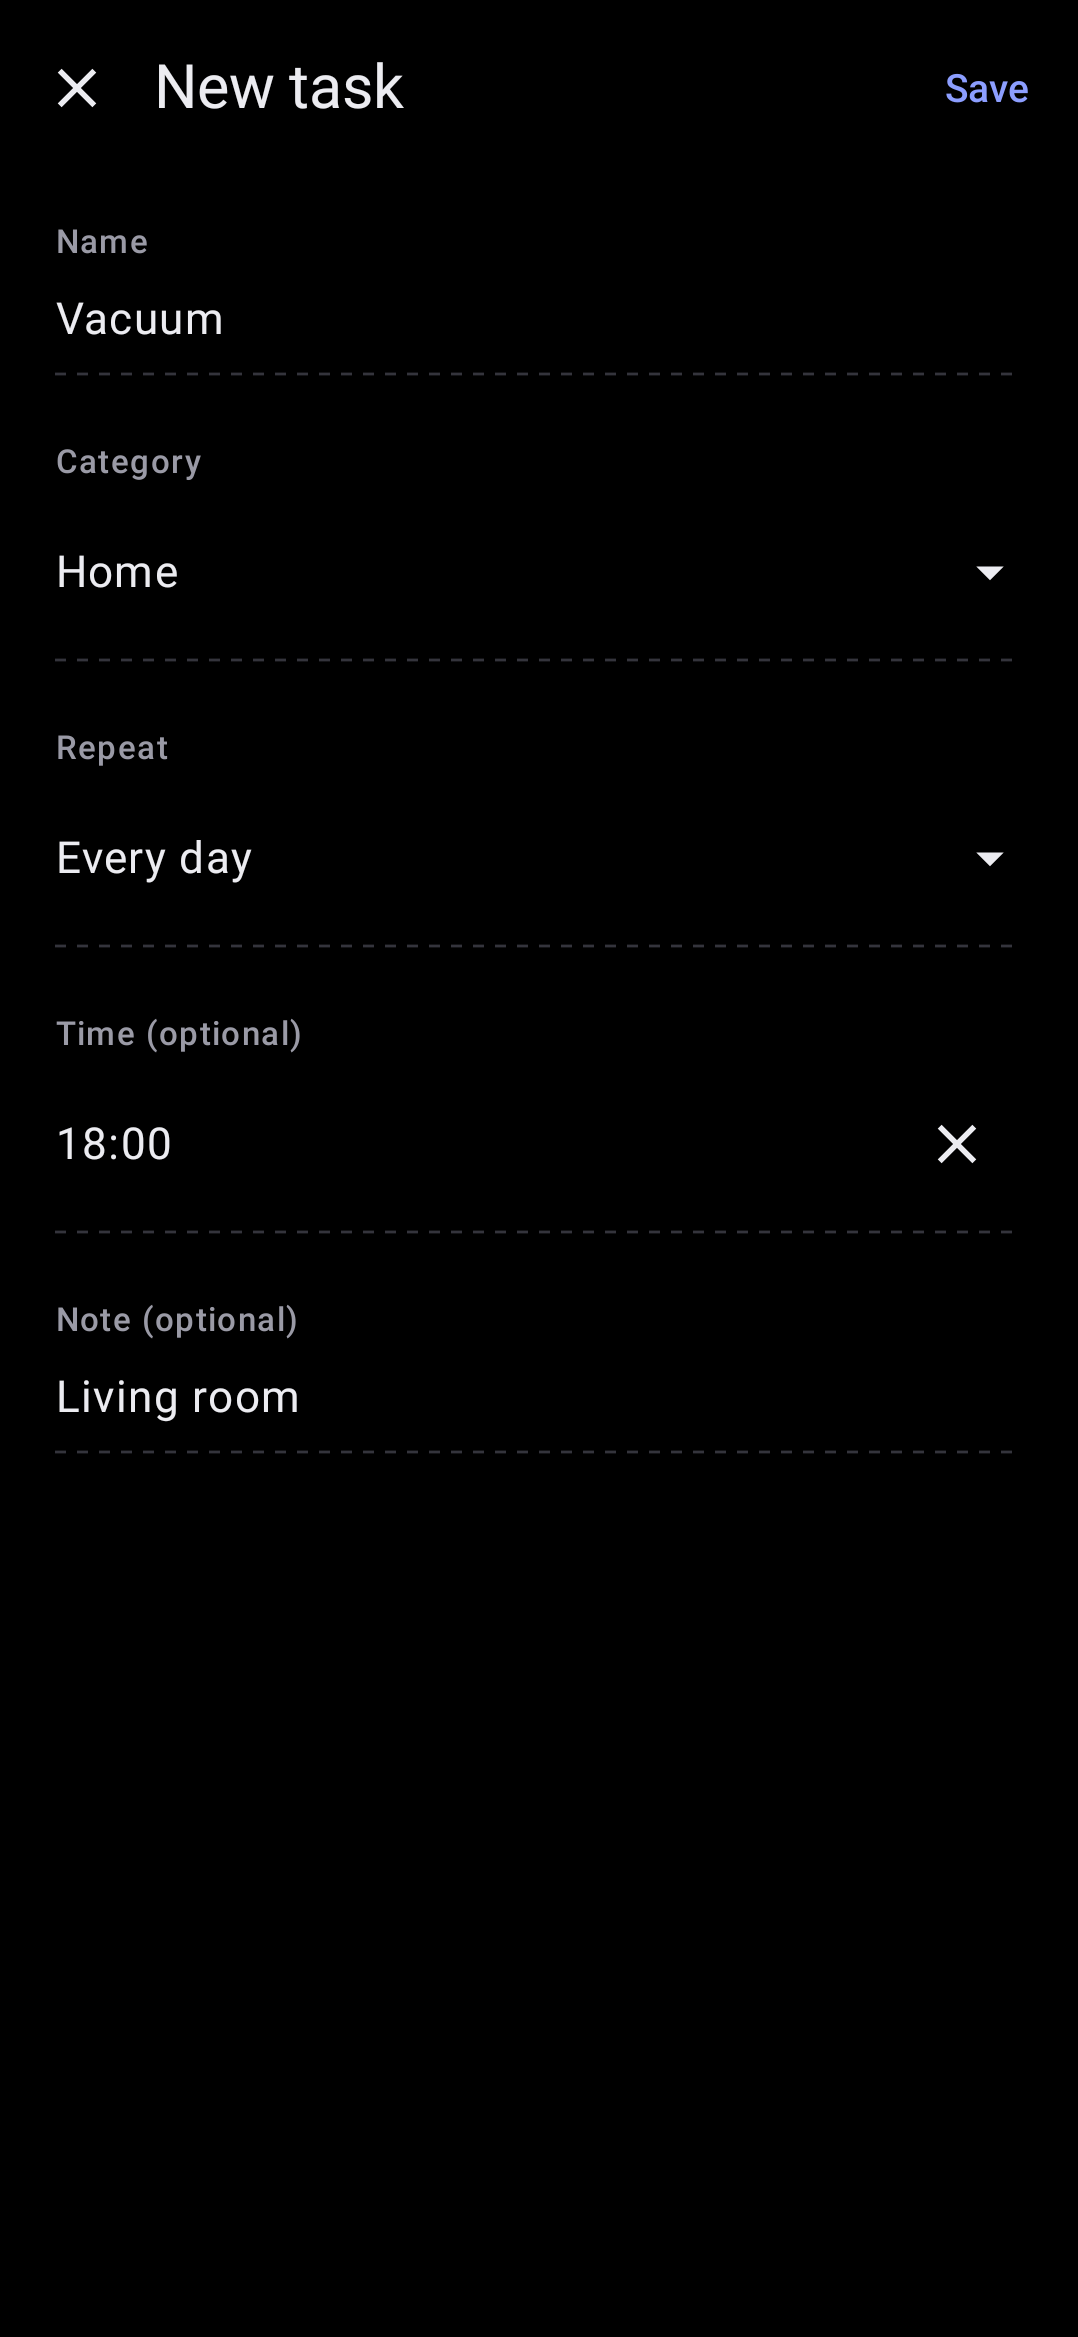 New task
Save
Name
Vacuum
Category
Home
Repeat
Every day
Time (optional)
18:00
Note (optional)
Living room